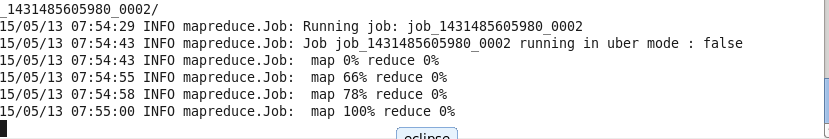 _1431485605980_0002/
15/05/13 07:54:29 INFO mapreduce.Job: Running job: job_1431485605980_0002
15/05/13 07:54:43 INFO mapreduce.Job: Job job_1431485605980_0002 running in uber mode : false
15/05/13 07:54:43 INFO mapreduce.Job:  map 0% reduce 0%
15/05/13 07:54:55 INFO mapreduce.Job:  map 66% reduce 0%
15/05/13 07:54:58 INFO mapreduce.Job:  map 78% reduce 0%
15/05/13 07:55:00 INFO mapreduce.Job:  map 100% reduce 0%
eclipse